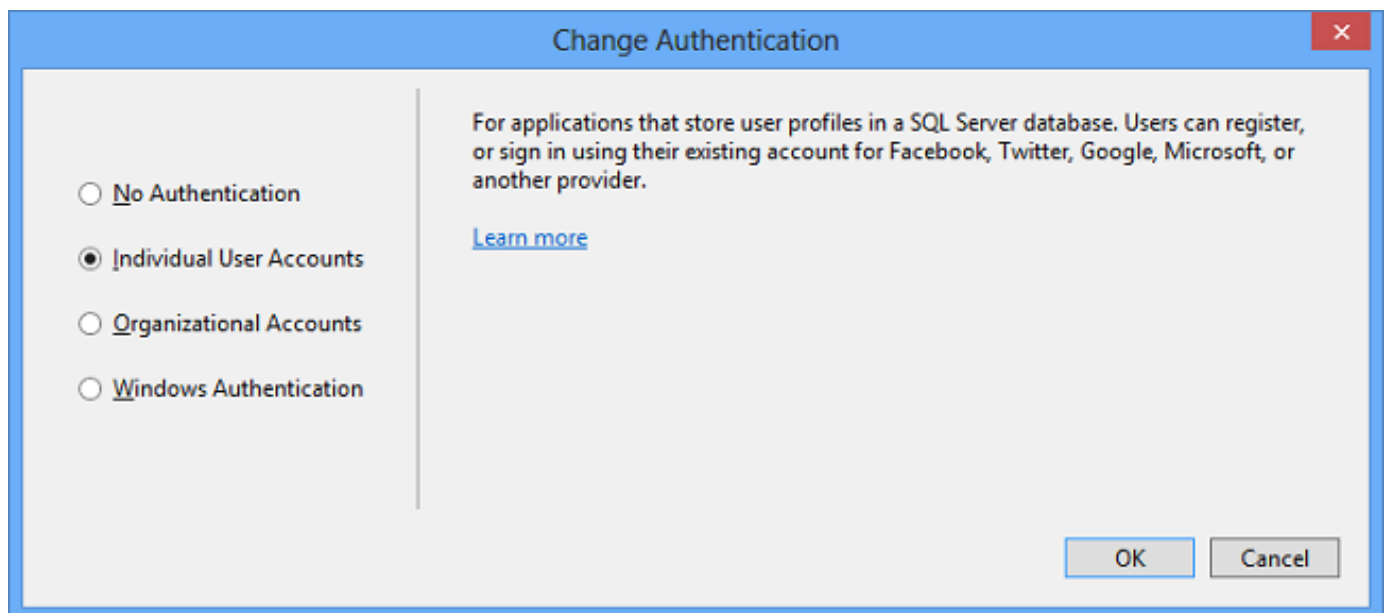 Change Authentication
No Authentication
Individual User Accounts
Organizational Accounts
Windows Authentication
For applications that store user profiles in a SQL Server database. Users can register,
or sign in using their existing account for Facebook, Twitter, Google, Microsoft, or
another provider.
Learn more
OK
Cancel